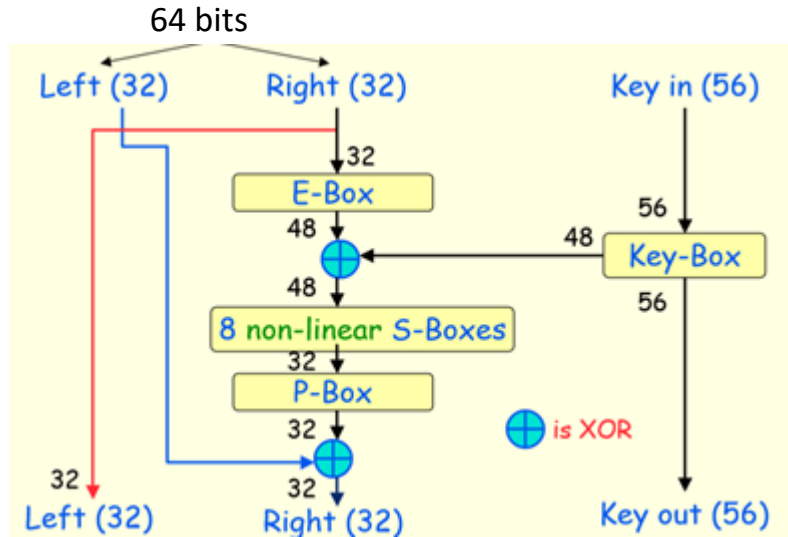 64 bits
Left (32) Right (32) Key in (56)
32
E-Box
56
48
48
Key-Box
48
56
8 non-linear S-Boxes
32
P-Box
32
is XOR
32
32
Left (32) Right (32) Key out (56)